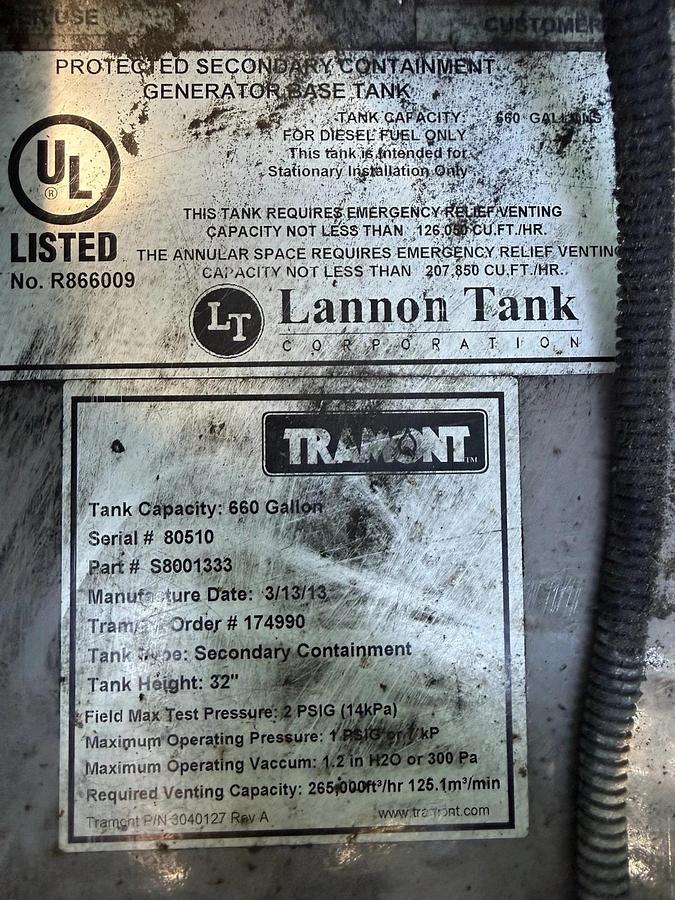 ER USE
CUSTOMER
PROTECTED SECONDARY CONTAINMENT
GENERATOR BASE TANK
TANK CAPACITY: 660 GALLONS
FOR DIESEL FUEL ONLY
This tank is Intended for
Stationary Installation Only
UL
®
LISTED
No. R866009
THIS TANK REQUIRES EMERGENCY RELIEF VENTING
CAPACITY NOT LESS THAN 126,050 CU.FT./HR.
THE ANNULAR SPACE REQUIRES EMERGENCY RELIEF VENTING
CAPACITY NOT LESS THAN 207,850 CU.FT./HR..
LT
Lannon Tank
CORPORATION
TRAMONT™
Tank Capacity: 660 Gallon
Serial # 80510
Part # S8001333
Manufacture Date: 3/13/13
Tramont Order # 174990
Tank Type: Secondary Containment
Tank Height: 32"
Field Max Test Pressure: 2 PSIG (14kPa)
Maximum Operating Pressure: 1 PSIG or 7 kP
Maximum Operating Vaccum: 1.2 in H2O or 300 Pa
Required Venting Capacity: 265,000ft³/hr 125.1m³/min
Tramont P/N 3040127 Rev A
www.tramont.com